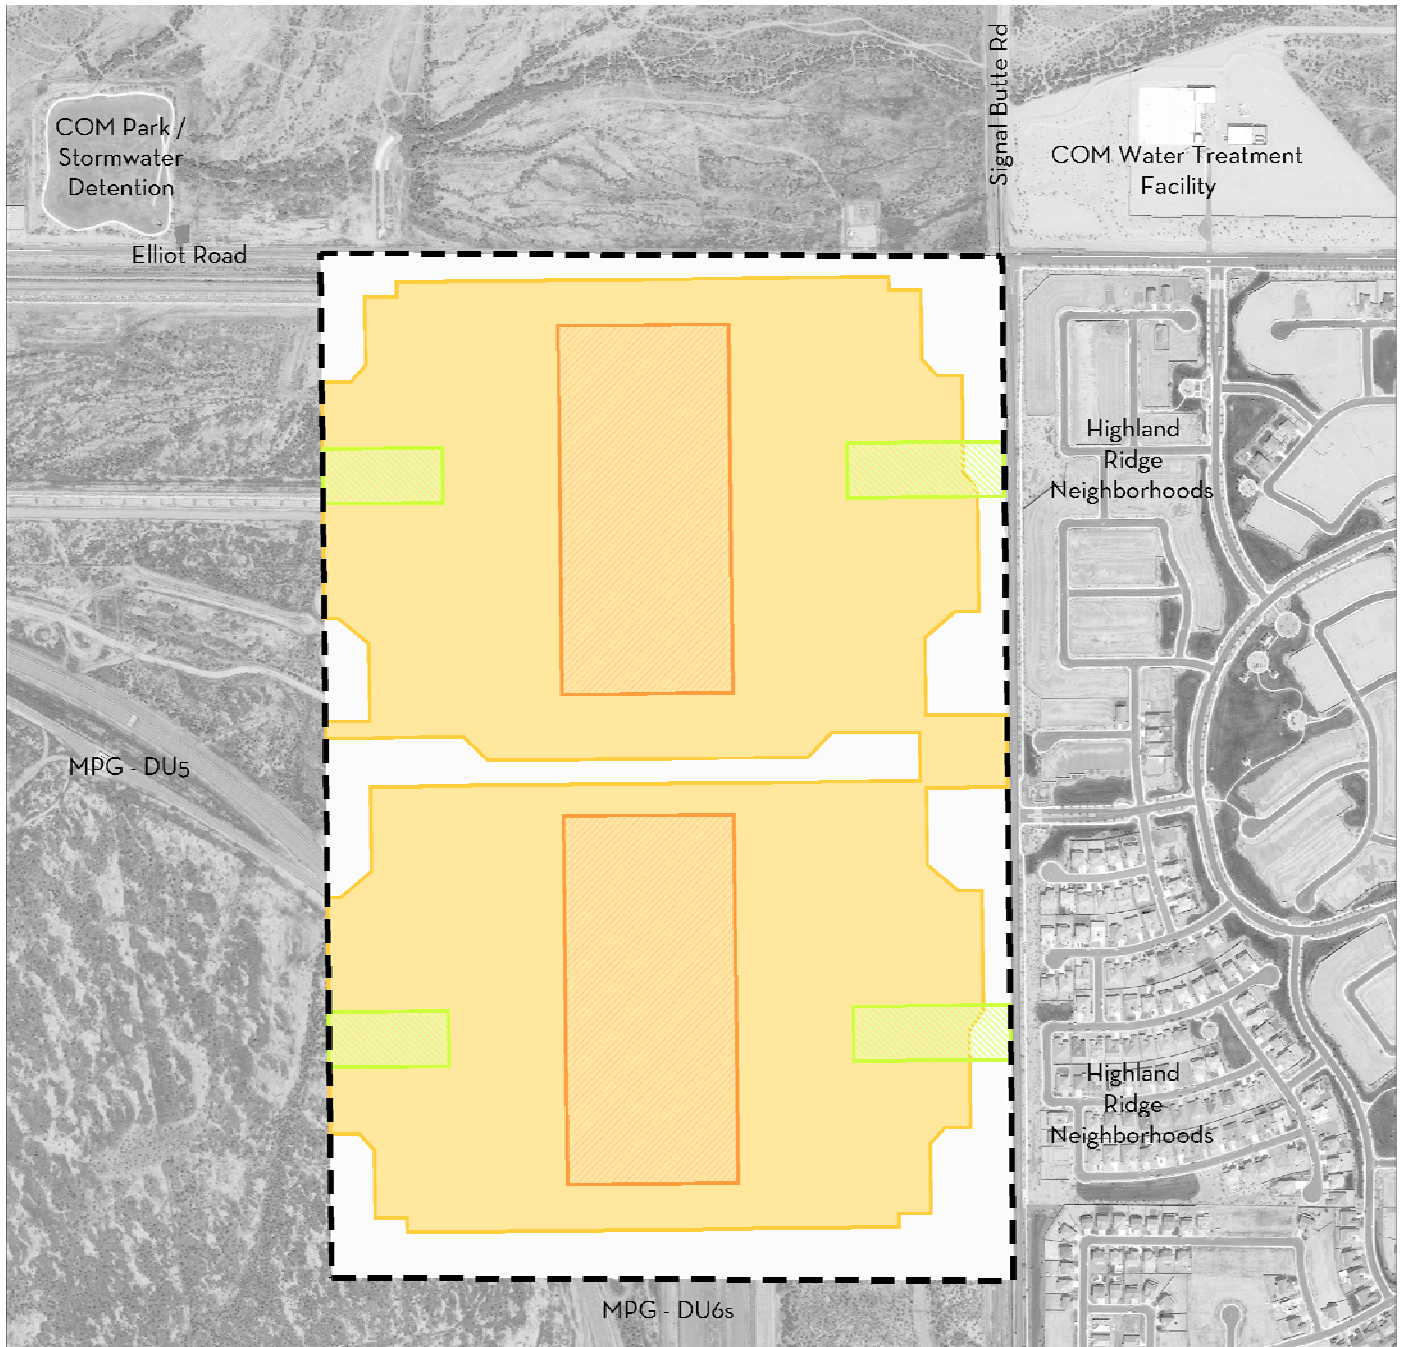 Signal Butte Rd
COM Park /
Stormwater
Detention
COM Water Treatment
Facility
Elliot Road
Highland
Ridge
Neighborhoods
MPG - DU5
Highland
Ridge
Neighborhoods
MPG - DU6s